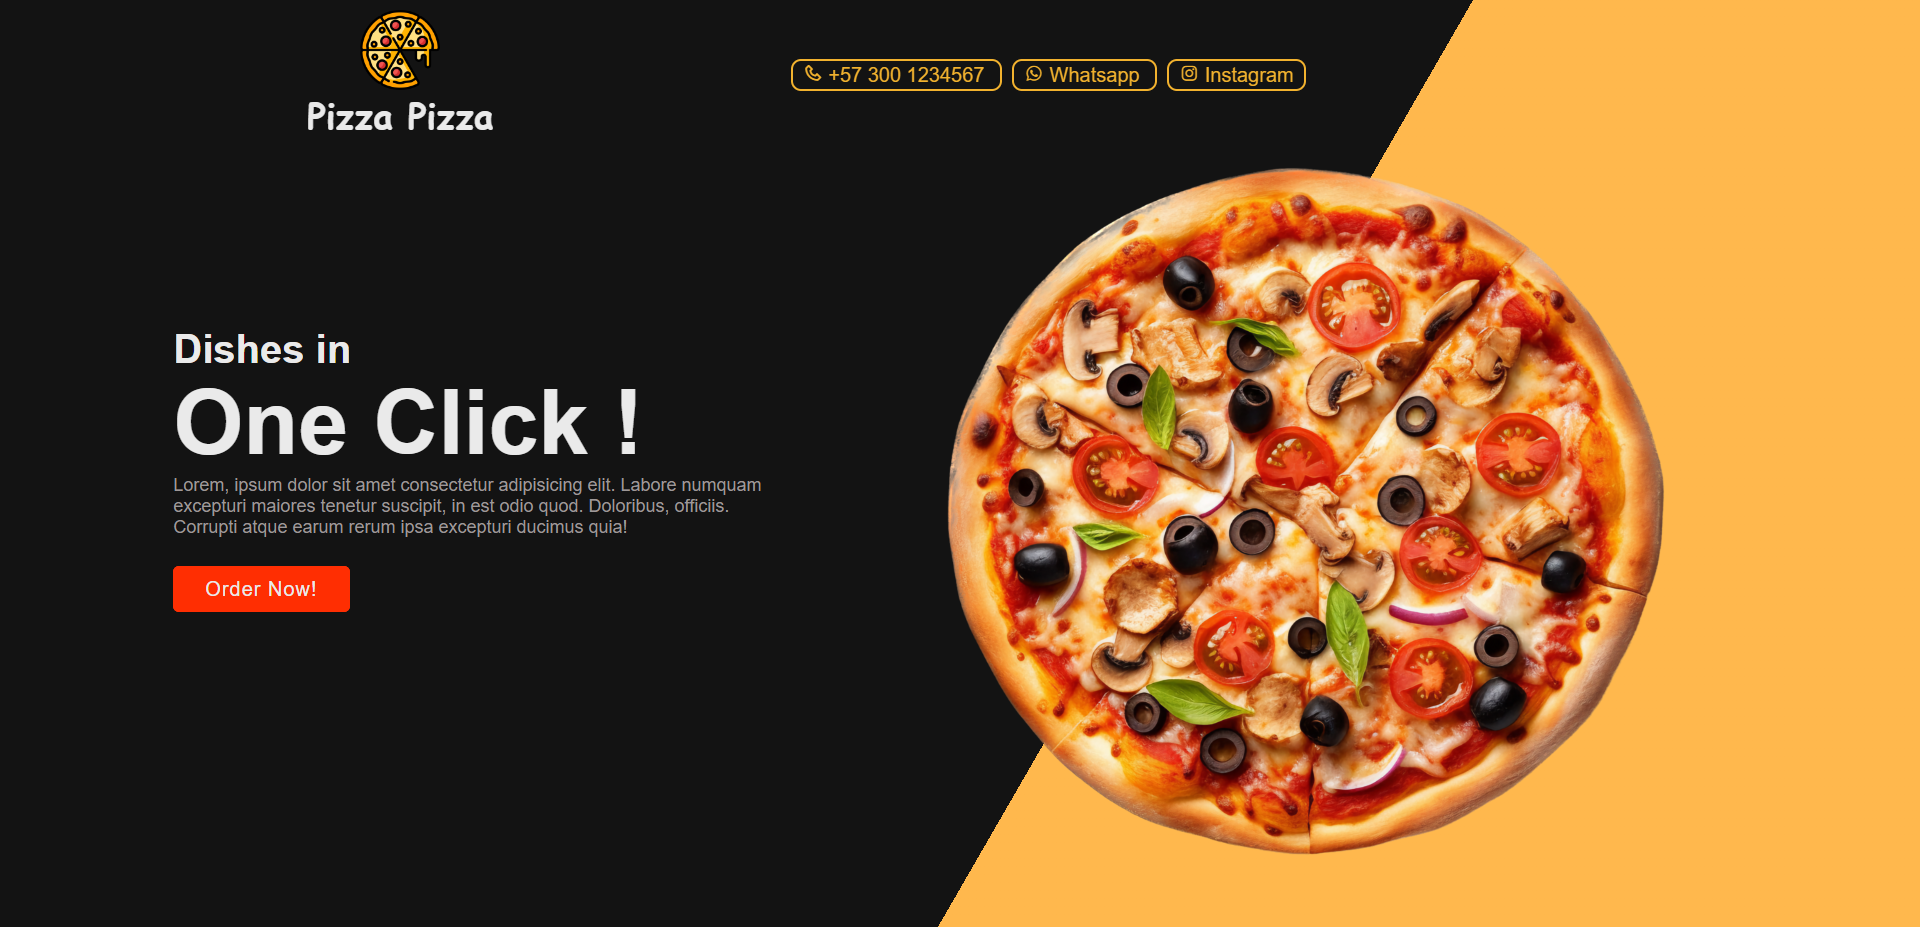 Pizza Pizza
+57 300 1234567
Whatsapp
Instagram
Dishes in
One Click !
Lorem, ipsum dolor sit amet consectetur adipisicing elit. Labore numquam
excepturi maiores tenetur suscipit, in est odio quod. Doloribus, officiis.
Corrupti atque earum rerum ipsa excepturi ducimus quia!
Order Now!